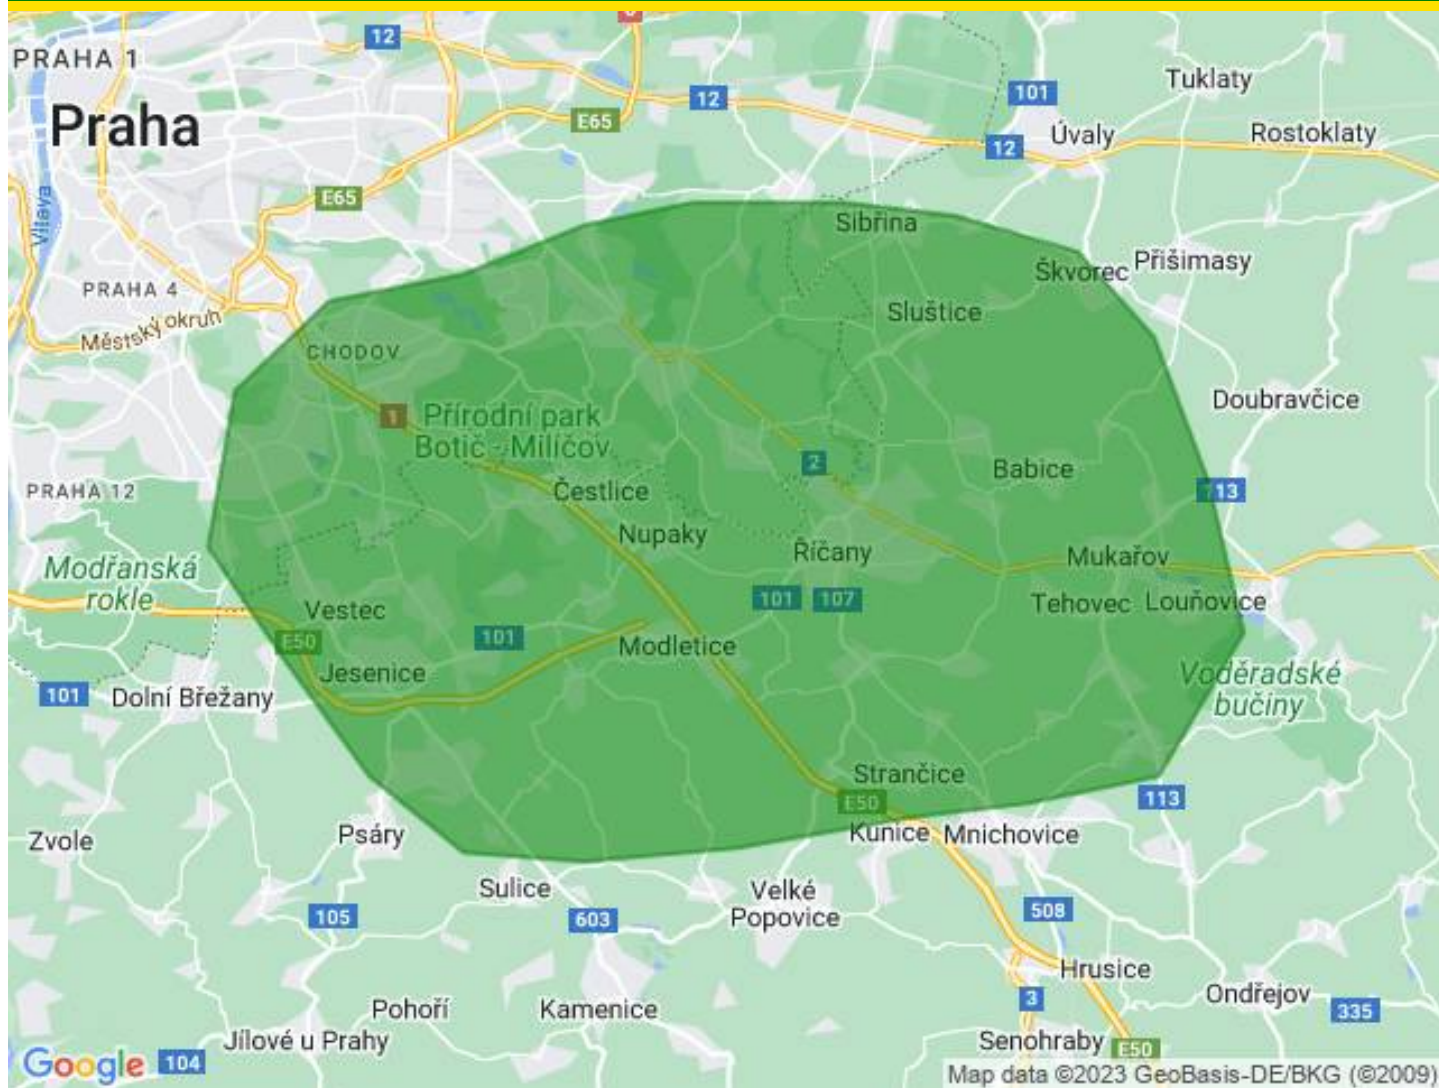 12
PRAHA 1
Tuklaty
101
12
Praha
E65
Úvaly
Rostoklaty
12
E65
Vltava
Sibřina
Přišimasy
Škvorec
PRAHA 4
Sluštice
Městský okruh
CHODOV
Doubravčice
1
Přírodní park
Botič - Milíčov
2
Babice
PRAHA 12
Čestlice
113
Nupaky
Říčany
Mukařov
Modřanská
rokle
101
107
Tehovec
Louňovice
Vestec
E50
101
Modletice
Jesenice
Voděradské
bučiny
101
Dolní Břežany
Strančice
E50
113
Kunice
Mnichovice
Zvole
Psáry
Sulice
Velké
Popovice
105
603
508
Hrusice
3
Ondřejov
335
Pohoří
Kamenice
Jílové u Prahy
Senohraby
E50
Google
104
Map data ©2023 GeoBasis-DE/BKG (©2009)